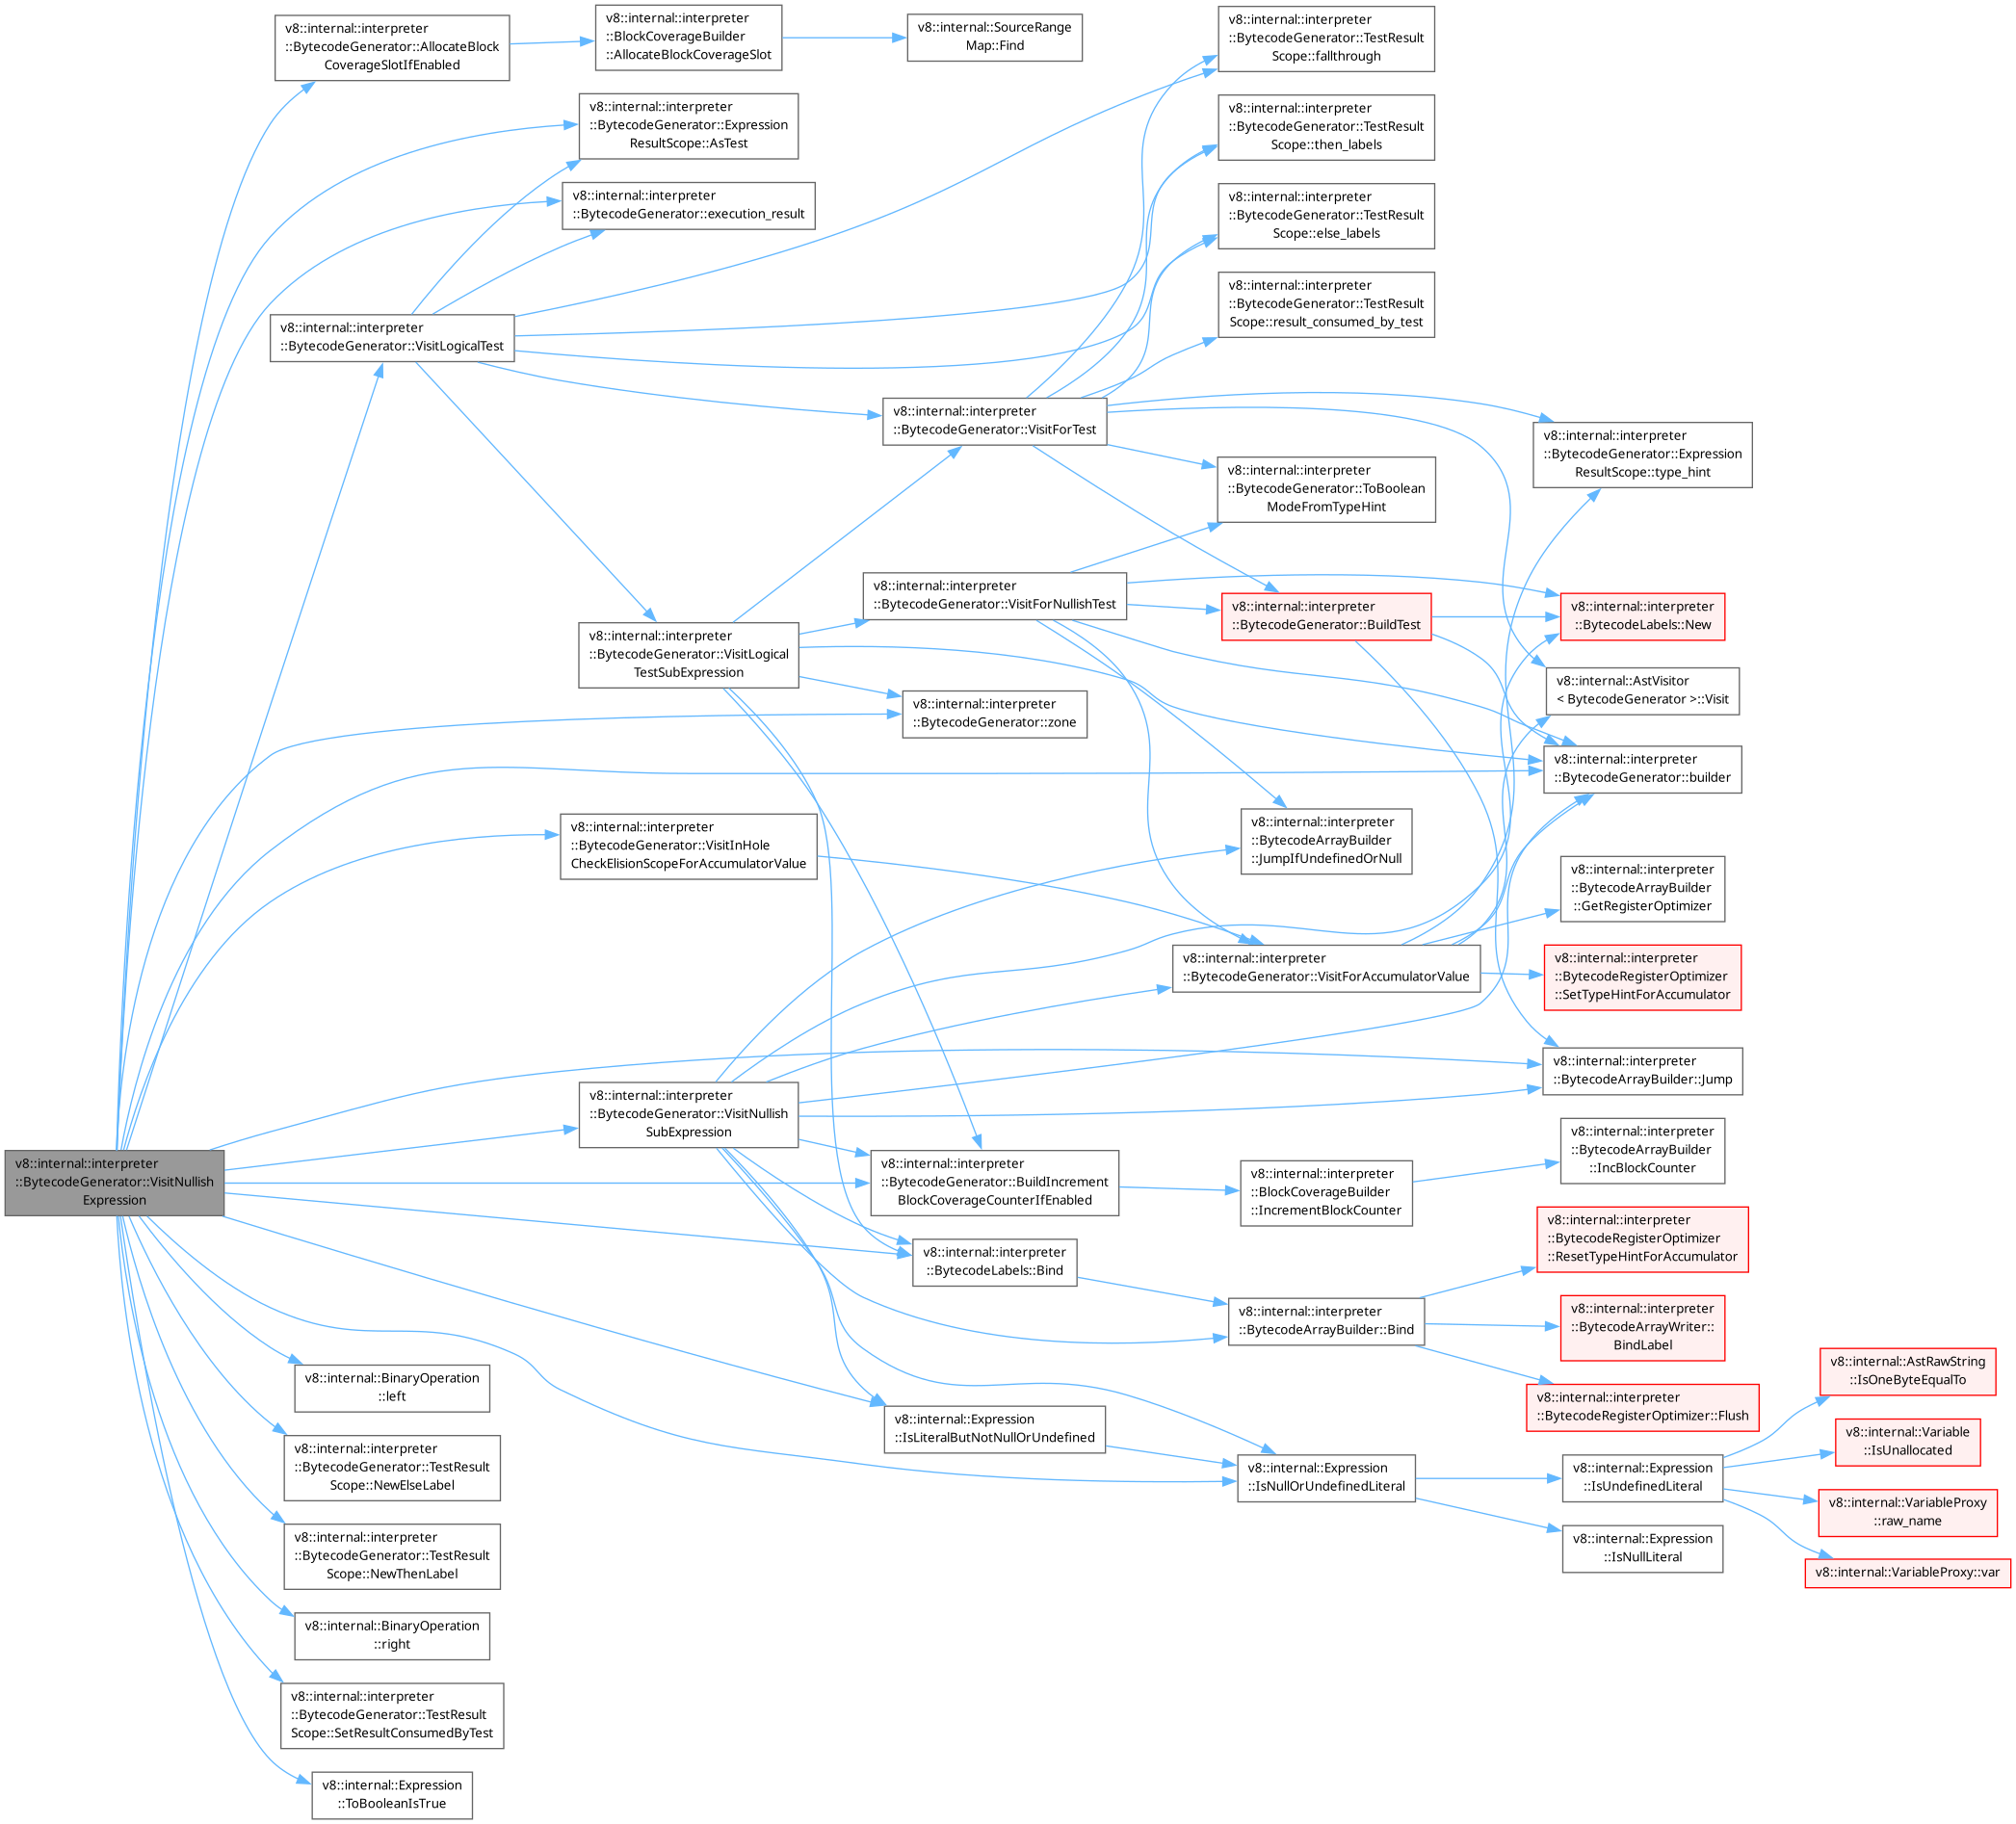 v8::internal::interpreter
::BytecodeGenerator::VisitNullish
Expression
v8::internal::interpreter
::BytecodeGenerator::AllocateBlock
CoverageSlotIfEnabled
v8::internal::interpreter
::BlockCoverageBuilder
::AllocateBlockCoverageSlot
v8::internal::SourceRange
Map::Find
v8::internal::interpreter
::BytecodeGenerator::Expression
ResultScope::AsTest
v8::internal::interpreter
::BytecodeGenerator::execution_result
v8::internal::interpreter
::BytecodeGenerator::VisitLogicalTest
v8::internal::interpreter
::BytecodeGenerator::TestResult
Scope::fallthrough
v8::internal::interpreter
::BytecodeGenerator::TestResult
Scope::then_labels
v8::internal::interpreter
::BytecodeGenerator::TestResult
Scope::else_labels
v8::internal::interpreter
::BytecodeGenerator::TestResult
Scope::result_consumed_by_test
v8::internal::interpreter
::BytecodeGenerator::VisitForTest
v8::internal::interpreter
::BytecodeGenerator::ToBoolean
ModeFromTypeHint
v8::internal::interpreter
::BytecodeGenerator::Expression
ResultScope::type_hint
v8::internal::interpreter
::BytecodeGenerator::VisitForNullishTest
v8::internal::interpreter
::BytecodeGenerator::BuildTest
v8::internal::interpreter
::BytecodeLabels::New
v8::internal::interpreter
::BytecodeGenerator::VisitLogical
TestSubExpression
v8::internal::interpreter
::BytecodeGenerator::zone
v8::internal::AstVisitor
< BytecodeGenerator >::Visit
v8::internal::interpreter
::BytecodeGenerator::builder
v8::internal::interpreter
::BytecodeGenerator::VisitInHole
CheckElisionScopeForAccumulatorValue
v8::internal::interpreter
::BytecodeArrayBuilder
::JumpIfUndefinedOrNull
v8::internal::interpreter
::BytecodeArrayBuilder
::GetRegisterOptimizer
v8::internal::interpreter
::BytecodeGenerator::VisitForAccumulatorValue
v8::internal::interpreter
::BytecodeRegisterOptimizer
::SetTypeHintForAccumulator
v8::internal::interpreter
::BytecodeArrayBuilder::Jump
v8::internal::interpreter
::BytecodeGenerator::VisitNullish
SubExpression
v8::internal::interpreter
::BytecodeGenerator::BuildIncrement
BlockCoverageCounterIfEnabled
v8::internal::interpreter
::BlockCoverageBuilder
::IncrementBlockCounter
v8::internal::interpreter
::BytecodeArrayBuilder
::IncBlockCounter
v8::internal::interpreter
::BytecodeLabels::Bind
v8::internal::interpreter
::BytecodeArrayBuilder::Bind
v8::internal::interpreter
::BytecodeRegisterOptimizer
::ResetTypeHintForAccumulator
v8::internal::interpreter
::BytecodeArrayWriter::
BindLabel
v8::internal::interpreter
::BytecodeRegisterOptimizer::Flush
v8::internal::BinaryOperation
::left
v8::internal::Expression
::IsLiteralButNotNullOrUndefined
v8::internal::Expression
::IsNullOrUndefinedLiteral
v8::internal::Expression
::IsUndefinedLiteral
v8::internal::Expression
::IsNullLiteral
v8::internal::AstRawString
::IsOneByteEqualTo
v8::internal::Variable
::IsUnallocated
v8::internal::VariableProxy
::raw_name
v8::internal::VariableProxy::var
v8::internal::interpreter
::BytecodeGenerator::TestResult
Scope::NewElseLabel
v8::internal::interpreter
::BytecodeGenerator::TestResult
Scope::NewThenLabel
v8::internal::BinaryOperation
::right
v8::internal::interpreter
::BytecodeGenerator::TestResult
Scope::SetResultConsumedByTest
v8::internal::Expression
::ToBooleanIsTrue